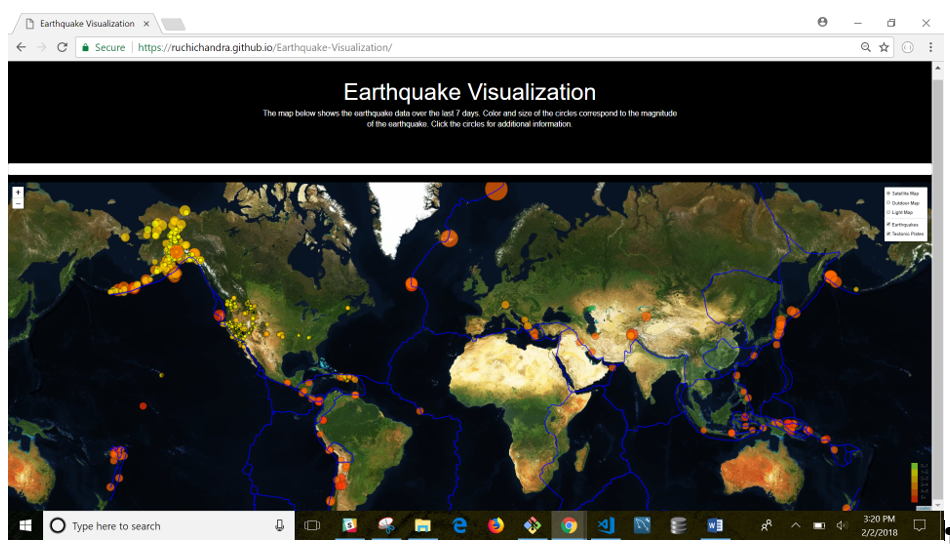 Earthquake Visualization
Secure
https://ruchichandra.github.io/Earthquake-Visualization/
Earthquake Visualization
The map below shows the earthquake data over the last 7 days. Color and size of the circles correspond to the magnitude
of the earthquake. Click the circles for additional information.
+
−
Satellite Map
Outdoor Map
Light Map
Earthquakes
Tectonic Plates
Type here to search
3:20 PM
2/2/2018